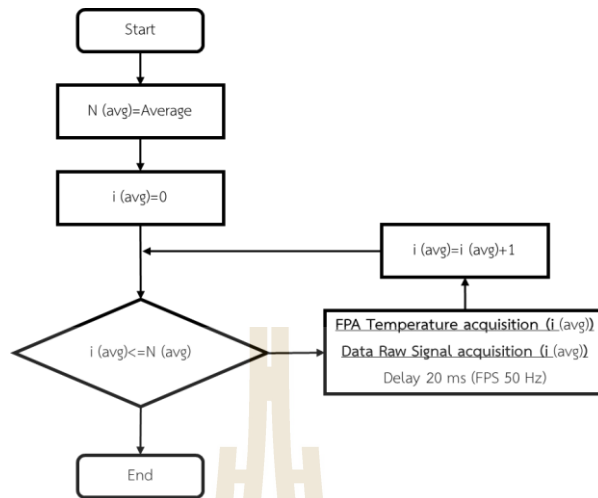 Start
N (avg)=Average
i (avg)=0
i (avg)=i (avg)+1
i (avg)<=N (avg)
FPA Temperature acquisition (i (avg))
Data Raw Signal acquisition (i (avg))
Delay 20 ms (FPS 50 Hz)
End